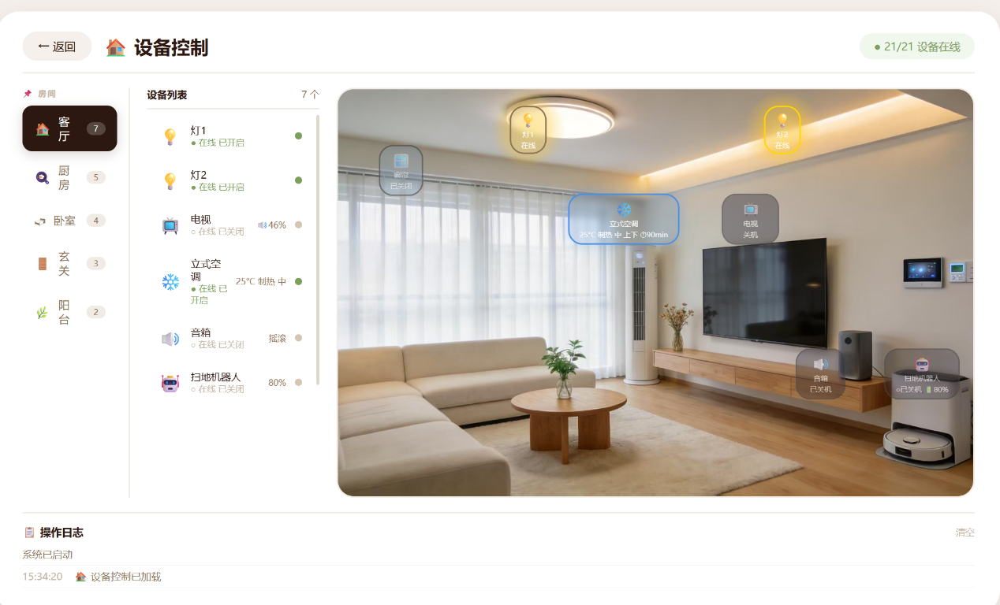 ← 返回
设备控制
● 21/21 设备在线
房间
客厅
7
厨房
5
卧室
4
玄关
3
阳台
2
设备列表
7 个
灯1
● 在线 已开启
灯2
● 在线 已开启
电视
○ 在线 已关闭
46%
立式空调
● 在线 已开启
25°C 制热 中
音箱
○ 在线 已关闭
摇滚
扫地机器人
○ 在线 已关闭
80%
灯1
在线
灯2
在线
窗帘
已关闭
立式空调
25°C 制热 中 上下 ⏱90min
电视
关机
音箱
已关机
扫地机器人
○已关机 80%
操作日志
清空
系统已启动
15:34:20 设备控制已加载